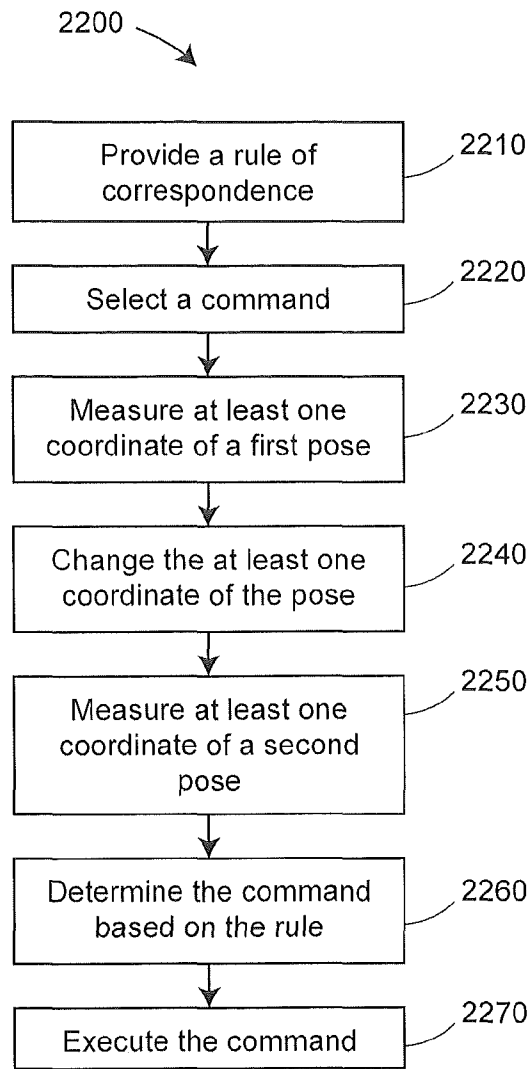 2200
Provide a rule of
correspondence
2210
Select a command
2220
Measure at least one
coordinate of a first pose
2230
Change the at least one
coordinate of the pose
2240
Measure at least one
coordinate of a second
pose
2250
Determine the command
based on the rule
2260
Execute the command
2270